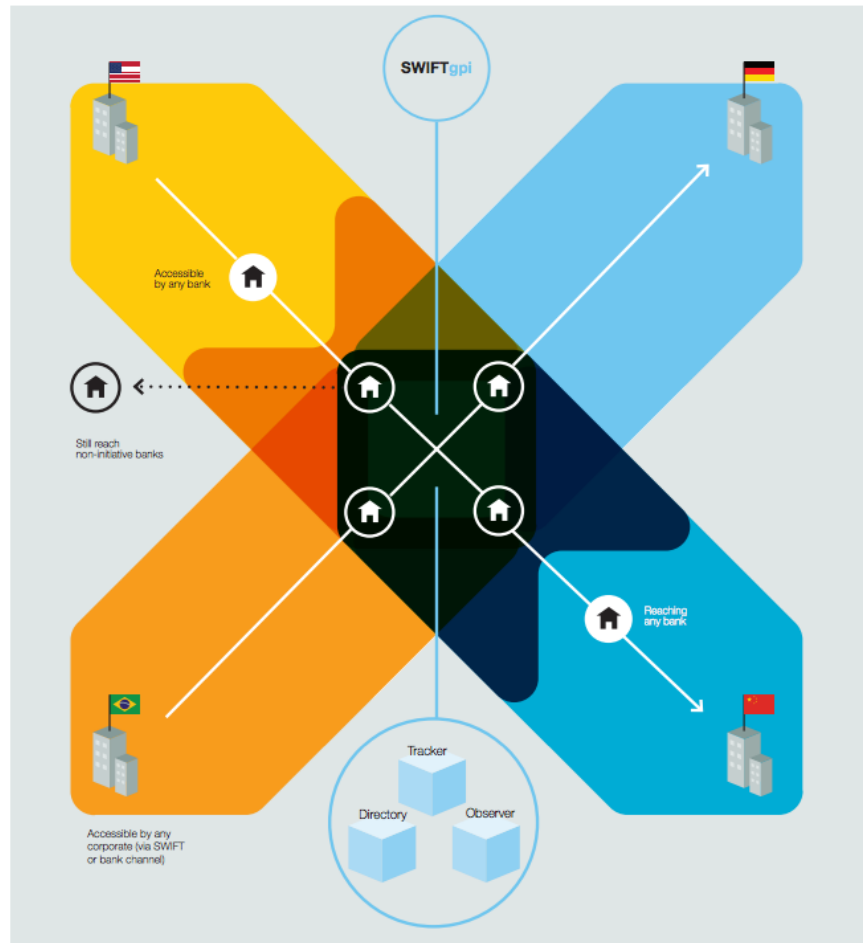 SWIFTgpi
Accessible
by any bank
Still reach
non-initiative banks
Reaching
any bank
Tracker
Directory
Observer
Accessible by any
corporate (via SWIFT
or bank channel)